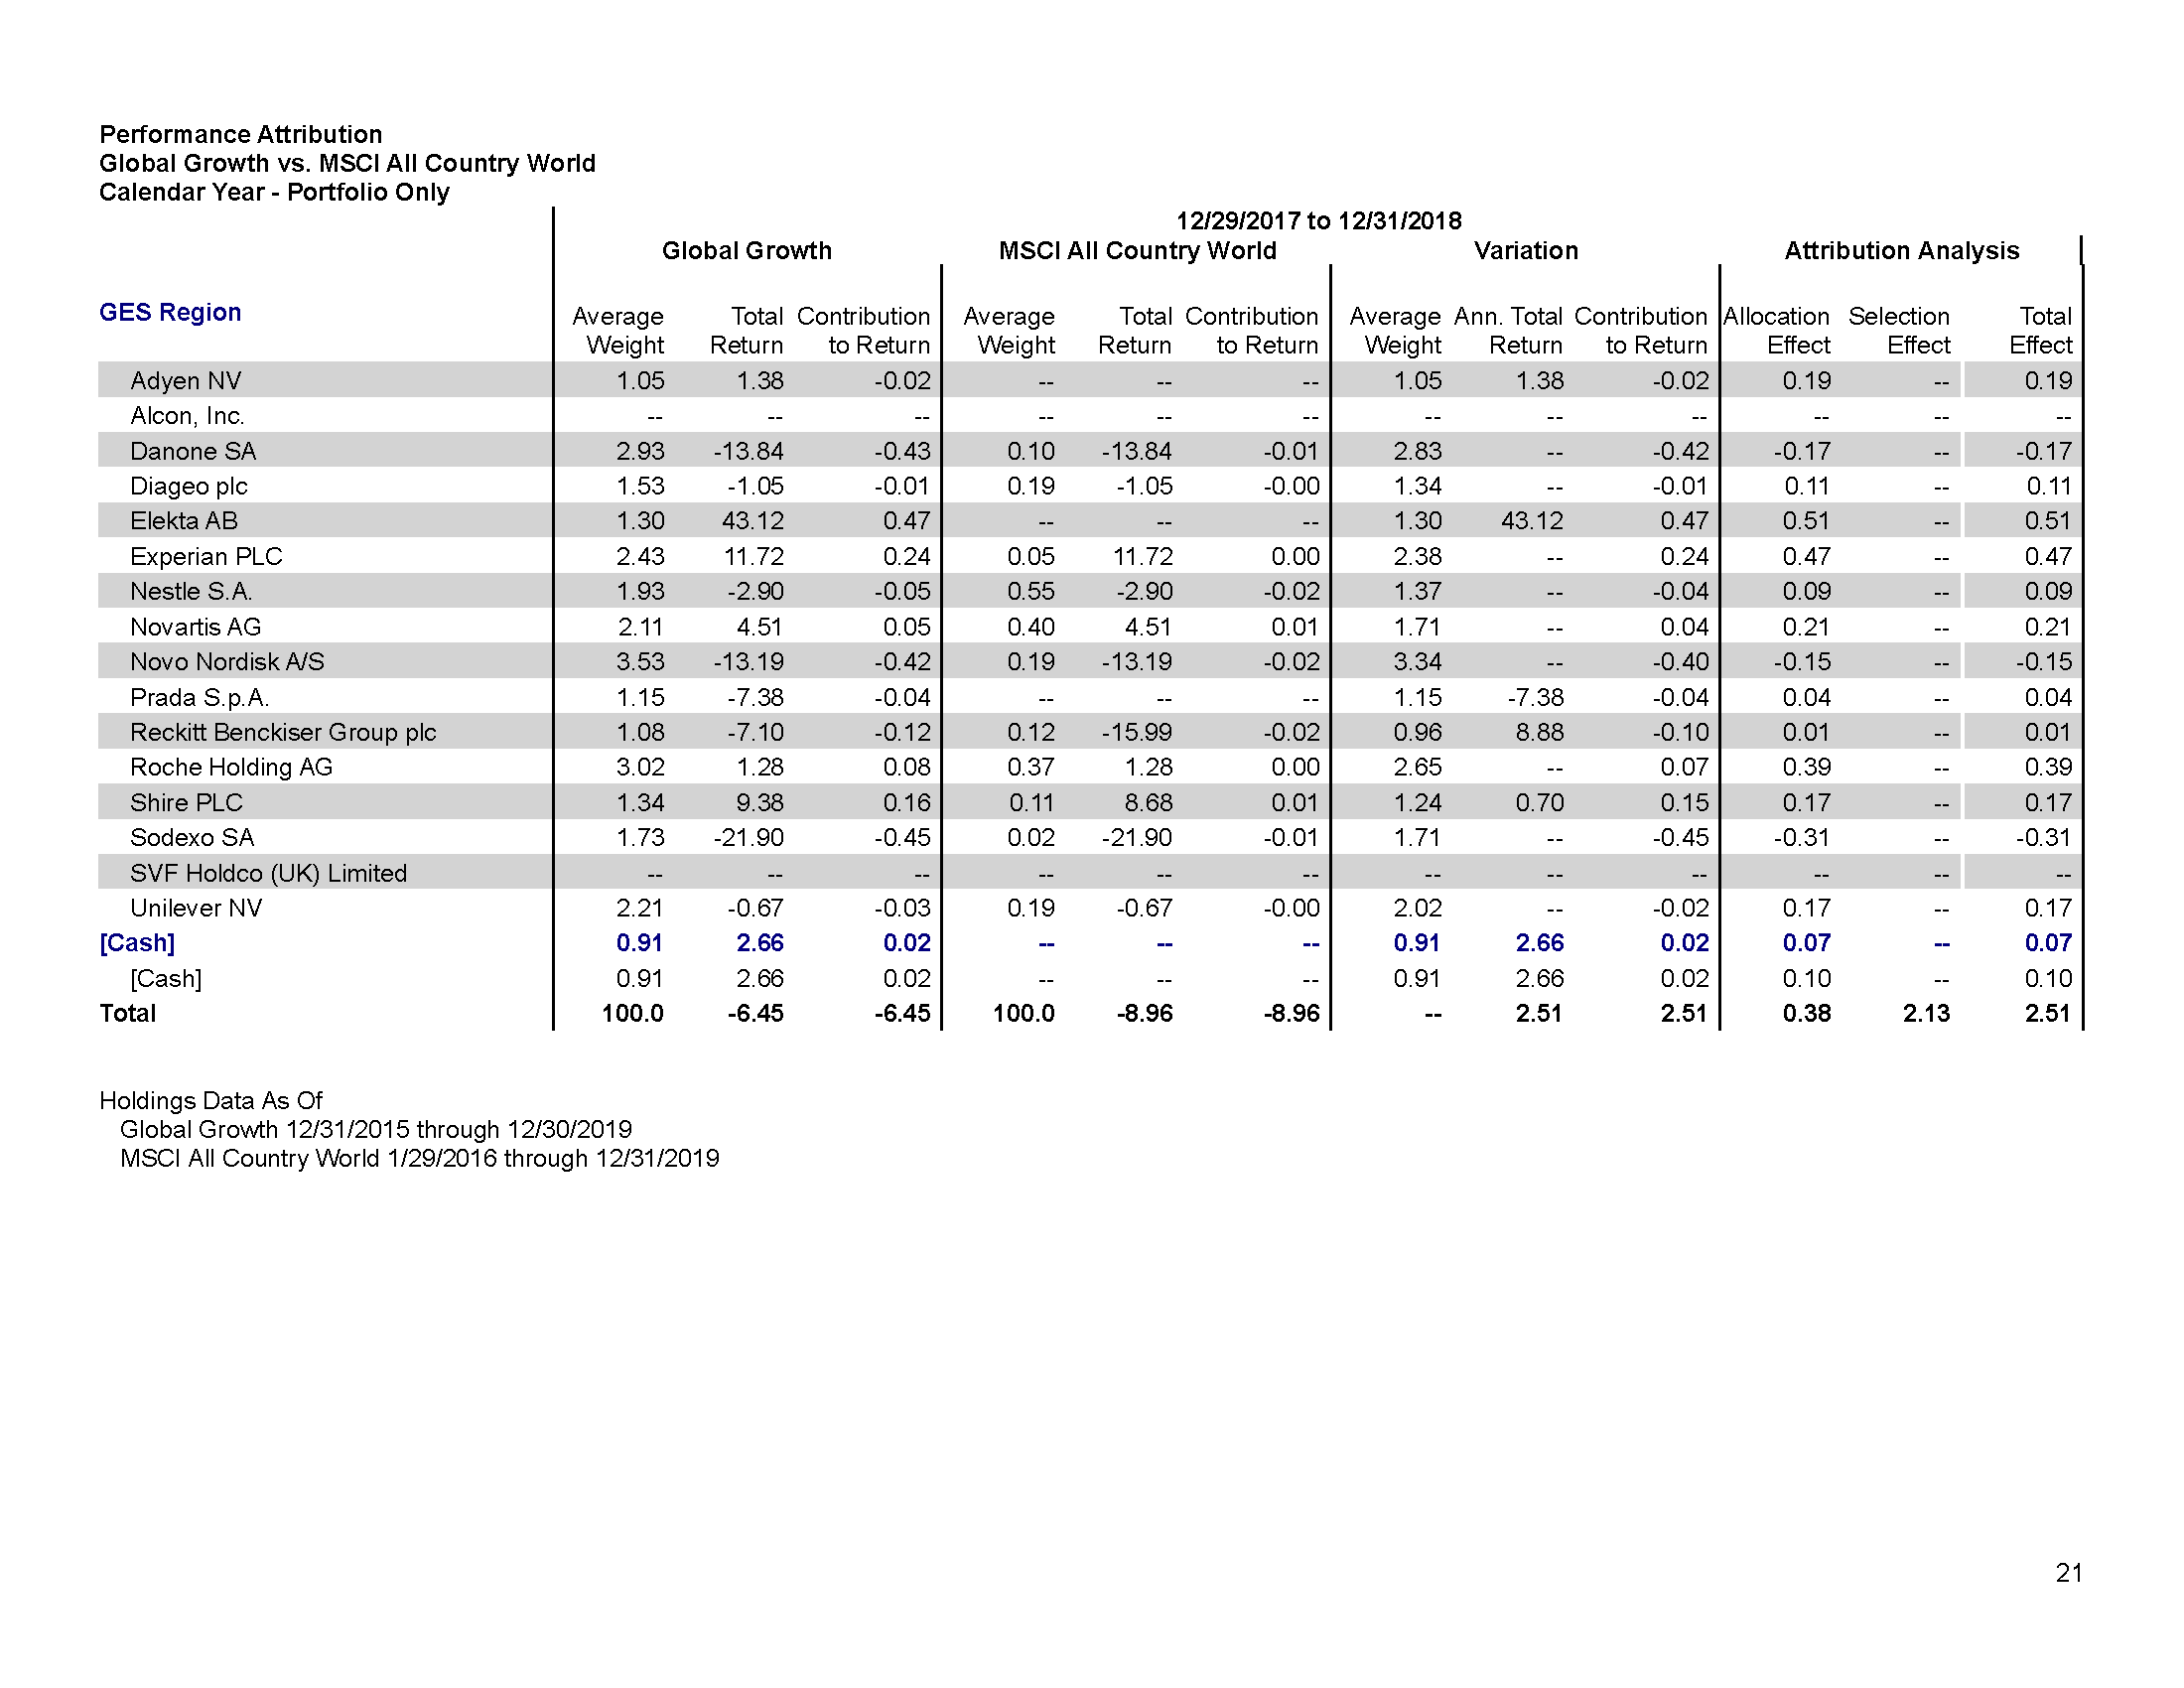 Performance Attribution
Global Growth vs. MSCI All Country World
Calendar Year - Portfolio Only
12/29/2017 to 12/31/2018
Global Growth MSCI All Country World Variation Attribution Analysis
GES Region Average Total Contribution Average Total Contribution Average Ann. Total Contribution Allocation Selection Total
Weight Return to Return Weight Return to Return Weight Return to Return Effect Effect Effect
Adyen NV 1.05 1.38 -0.02 -- -- -- 1.05 1.38 -0.02 0.19 -- 0.19
Alcon, Inc. -- -- -- -- -- -- -- -- -- -- -- --
Danone SA 2.93 -13.84 -0.43 0.10 -13.84 -0.01 2.83 -- -0.42 -0.17 -- -0.17
Diageo plc 1.53 -1.05 -0.01 0.19 -1.05 -0.00 1.34 -- -0.01 0.11 -- 0.11
Elekta AB 1.30 43.12 0.47 -- -- -- 1.30 43.12 0.47 0.51 -- 0.51
Experian PLC 2.43 11.72 0.24 0.05 11.72 0.00 2.38 -- 0.24 0.47 -- 0.47
Nestle S.A. 1.93 -2.90 -0.05 0.55 -2.90 -0.02 1.37 -- -0.04 0.09 -- 0.09
Novartis AG 2.11 4.51 0.05 0.40 4.51 0.01 1.71 -- 0.04 0.21 -- 0.21
Novo Nordisk A/S 3.53 -13.19 -0.42 0.19 -13.19 -0.02 3.34 -- -0.40 -0.15 -- -0.15
Prada S.p.A. 1.15 -7.38 -0.04 -- -- -- 1.15 -7.38 -0.04 0.04 -- 0.04
Reckitt Benckiser Group plc 1.08 -7.10 -0.12 0.12 -15.99 -0.02 0.96 8.88 -0.10 0.01 -- 0.01
Roche Holding AG 3.02 1.28 0.08 0.37 1.28 0.00 2.65 -- 0.07 0.39 -- 0.39
Shire PLC 1.34 9.38 0.16 0.11 8.68 0.01 1.24 0.70 0.15 0.17 -- 0.17
Sodexo SA 1.73 -21.90 -0.45 0.02 -21.90 -0.01 1.71 -- -0.45 -0.31 -- -0.31
SVF Holdco (UK) Limited -- -- -- -- -- -- -- -- -- -- -- --
Unilever NV 2.21 -0.67 -0.03 0.19 -0.67 -0.00 2.02 -- -0.02 0.17 -- 0.17
[Cash] 0.91 2.66 0.02 -- -- -- 0.91 2.66 0.02 0.07 -- 0.07
[Cash] 0.91 2.66 0.02 -- -- -- 0.91 2.66 0.02 0.10 -- 0.10
Total 100.0 -6.45 -6.45 100.0 -8.96 -8.96 -- 2.51 2.51 0.38 2.13 2.51
Holdings Data As Of
Global Growth 12/31/2015 through 12/30/2019
MSCI All Country World 1/29/2016 through 12/31/2019
21